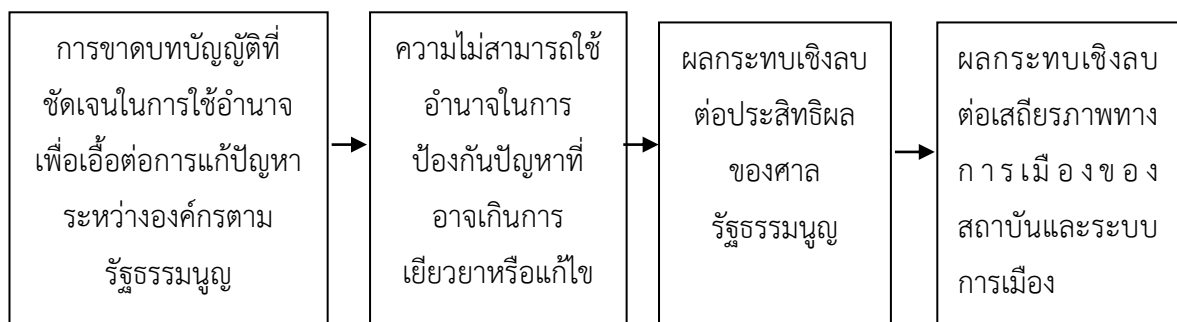 การขาดบทบัญญัติที่
ชัดเจนในการใช้อำนาจ
เพื่อเอื้อต่อการแก้ปัญหา
ระหว่างองค์กรตาม
รัฐธรรมนูญ
ความไม่สามารถใช้
อำนาจในการ
ป้องกันปัญหาที่
อาจเกินการ
เยียวยาหรือแก้ไข
ผลกระทบเชิงลบ
ต่อประสิทธิผล
ของศาล
รัฐธรรมนูญ
ผลกระทบเชิงลบ
ต่อเสถียรภาพทาง
การเมืองของ
สถาบันและระบบ
การเมือง